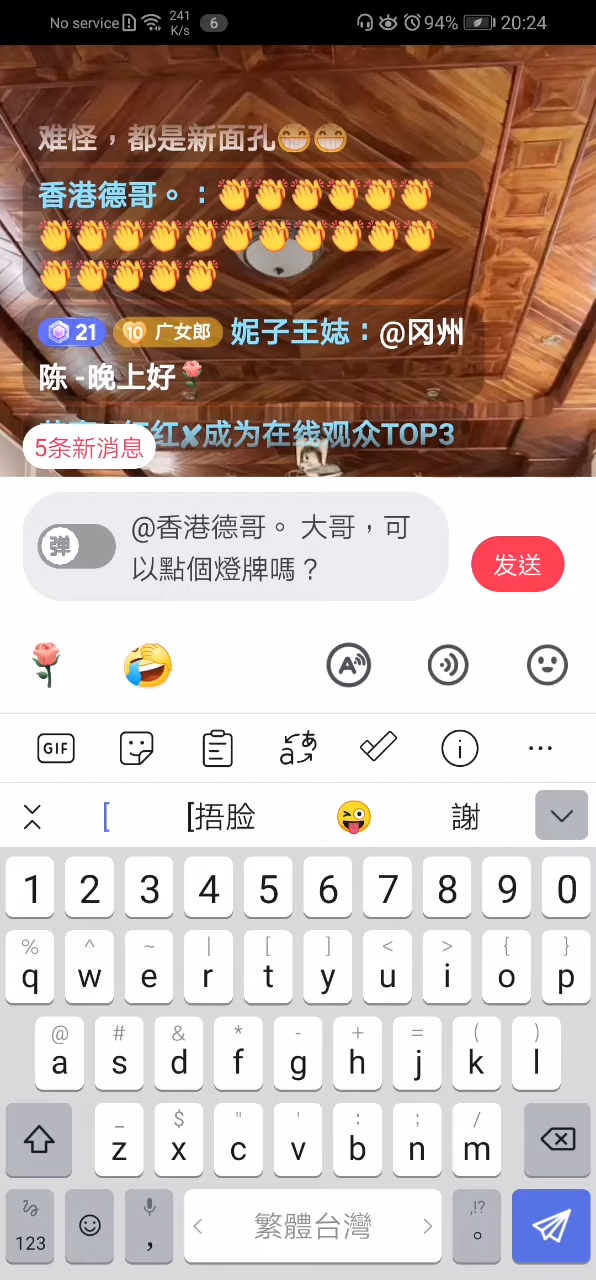 No service 241 K/s 6 94% 20:24
难怪，都是新面孔😁😁
香港德哥。：👏👏👏👏👏👏
👏👏👏👏👏👏👏👏👏👏👏
👏👏👏👏👏
21 10 广女郎 妮子王誌：@冈州
陈 -晚上好🌹
红✘成为在线观众TOP3
5条新消息
弹 @香港德哥。 大哥，可
以點個燈牌嗎？
发送
GIF
[ [捂脸 😜 謝
1 2 3 4 5 6 7 8 9 0
% ^ ~ | [ ] < > { }
q w e r t y u i o p
@ # & * - + = ( )
a s d f g h j k l
_ $ " ' : ; /
z x c v b n m
,!?
123 , 繁體台灣 。